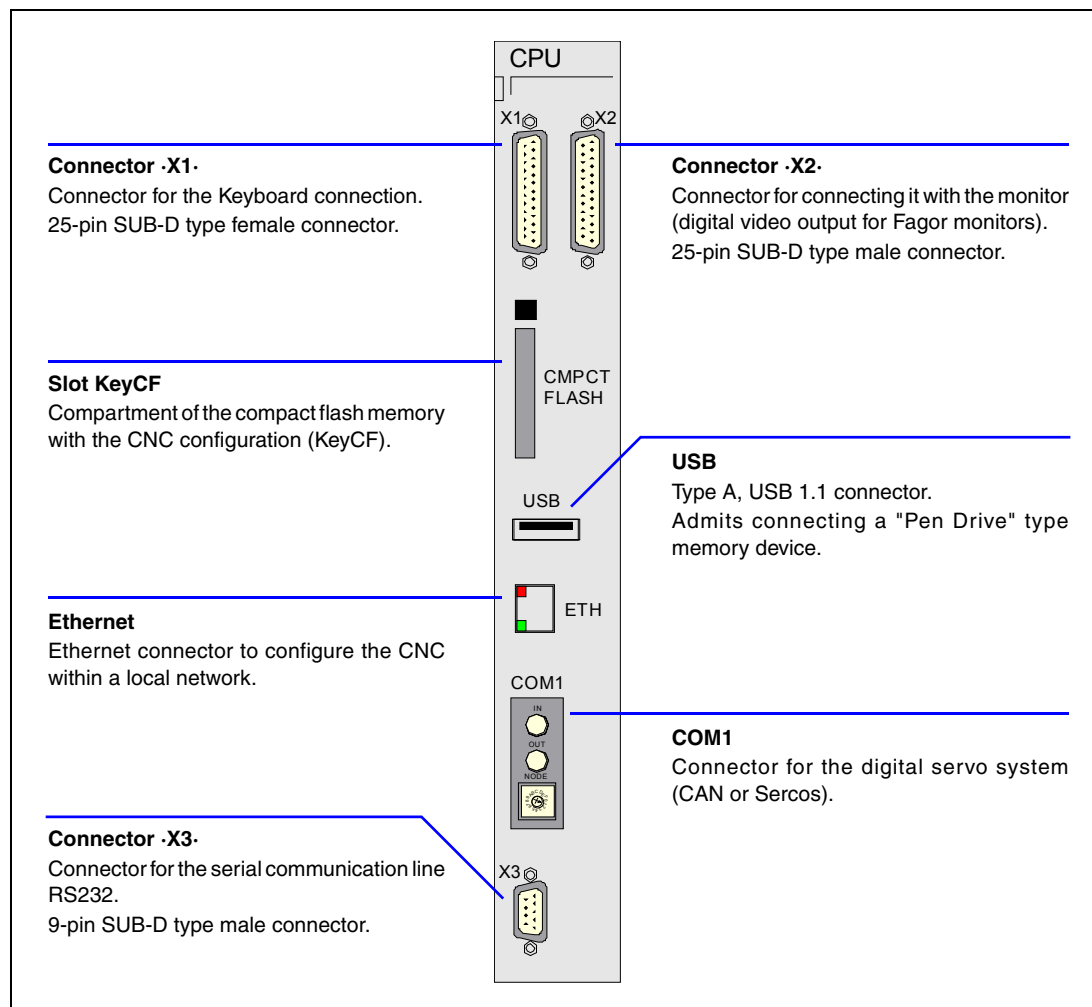 CPU
X1
X2
Connector ·X1·
Connector for the Keyboard connection.
25-pin SUB-D type female connector.
Connector ·X2·
Connector for connecting it with the monitor
(digital video output for Fagor monitors).
25-pin SUB-D type male connector.
Slot KeyCF
Compartment of the compact flash memory
with the CNC configuration (KeyCF).
CMPCT
FLASH
USB
Type A, USB 1.1 connector.
Admits connecting a "Pen Drive" type
memory device.
USB
Ethernet
Ethernet connector to configure the CNC
within a local network.
ETH
COM1
IN
OUT
NODE
COM1
Connector for the digital servo system
(CAN or Sercos).
Connector ·X3·
Connector for the serial communication line
RS232.
9-pin SUB-D type male connector.
X3